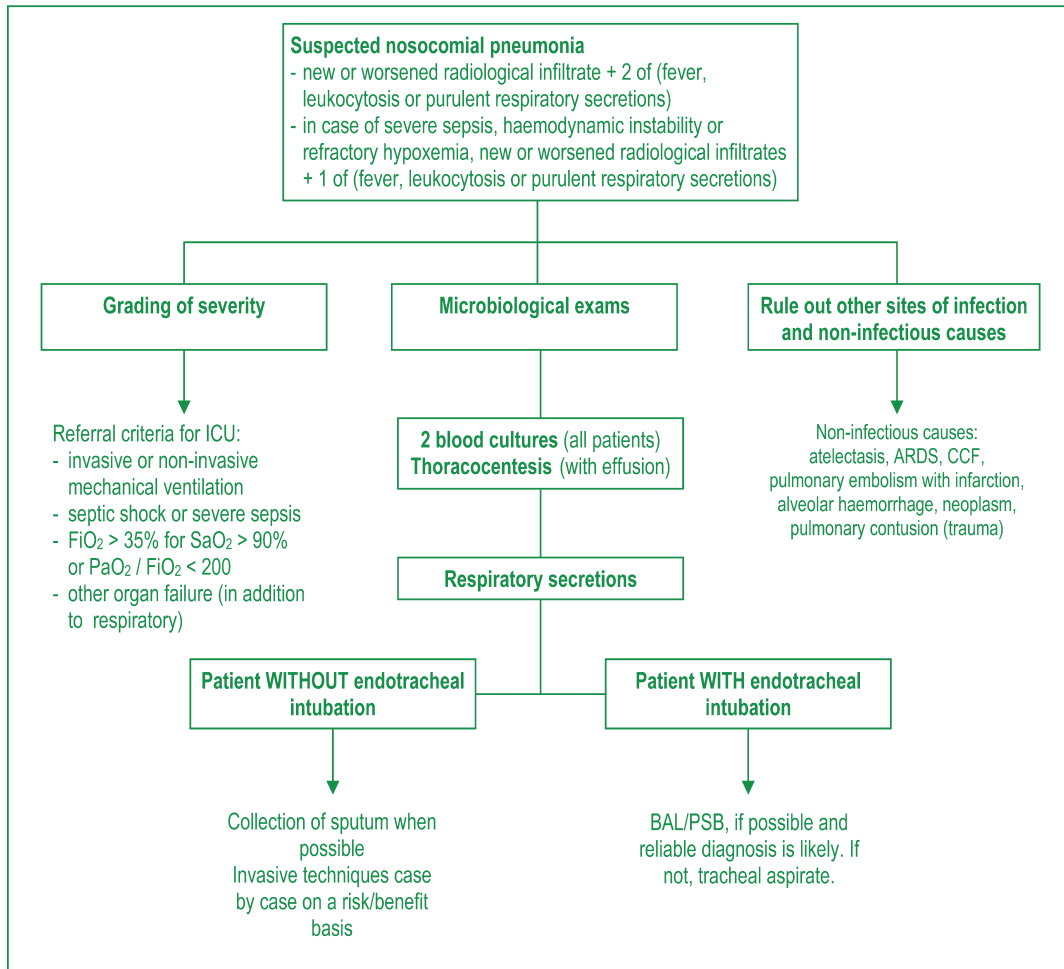 Suspected nosocomial pneumonia
- new or worsened radiological infiltrate + 2 of (fever,
leukocytosis or purulent respiratory secretions)
- in case of severe sepsis, haemodynamic instability or
refractory hypoxemia, new or worsened radiological infiltrates
+ 1 of (fever, leukocytosis or purulent respiratory secretions)
Grading of severity
Microbiological exams
Rule out other sites of infection
and non-infectious causes
Referral criteria for ICU:
- invasive or non-invasive
mechanical ventilation
- septic shock or severe sepsis
- FiO₂ > 35% for SaO₂ > 90%
or PaO₂ / FiO₂ < 200
- other organ failure (in addition
to respiratory)
2 blood cultures (all patients)
Thoracocentesis (with effusion)
Non-infectious causes:
atelectasis, ARDS, CCF,
pulmonary embolism with infarction,
alveolar haemorrhage, neoplasm,
pulmonary contusion (trauma)
Respiratory secretions
Patient WITHOUT endotracheal
intubation
Patient WITH endotracheal
intubation
Collection of sputum when
possible
Invasive techniques case
by case on a risk/benefit
basis
BAL/PSB, if possible and
reliable diagnosis is likely. If
not, tracheal aspirate.